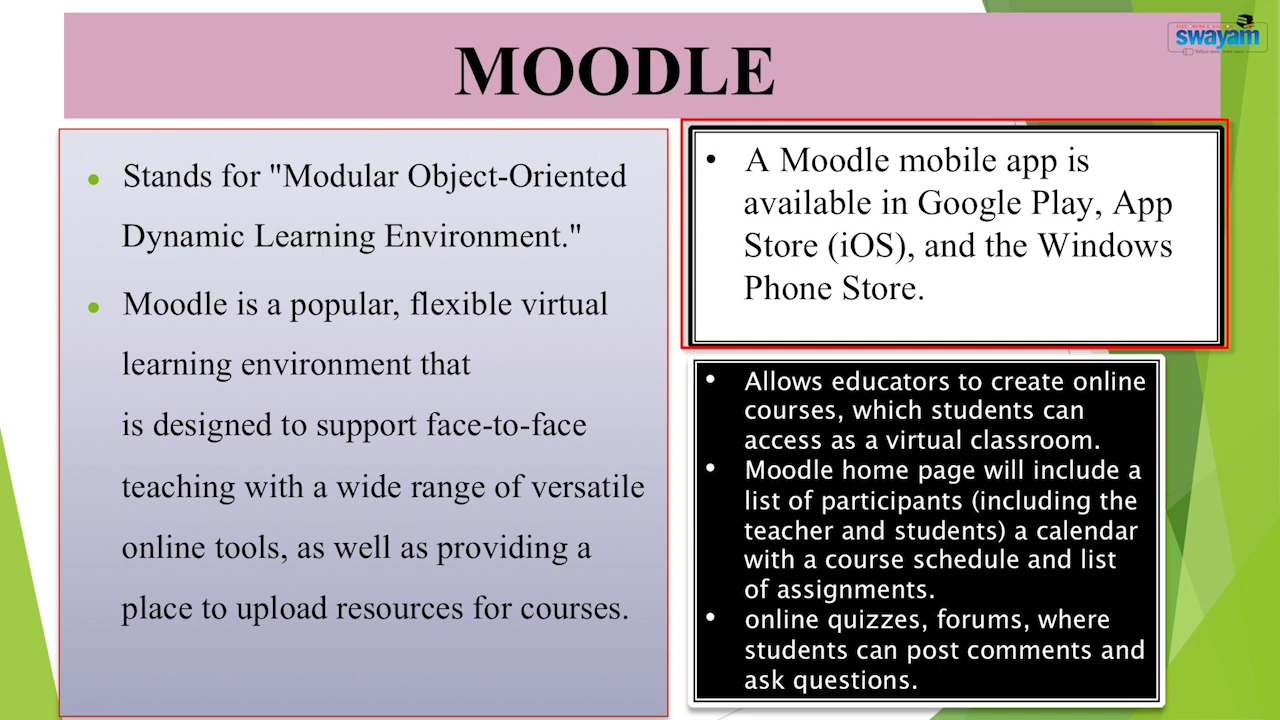 MOODLE
swayam
• Stands for "Modular Object-Oriented
Dynamic Learning Environment."
• Moodle is a popular, flexible virtual
learning environment that
is designed to support face-to-face
teaching with a wide range of versatile
online tools, as well as providing a
place to upload resources for courses.
• A Moodle mobile app is
available in Google Play, App
Store (iOS), and the Windows
Phone Store.
• Allows educators to create online
courses, which students can
access as a virtual classroom.
• Moodle home page will include a
list of participants (including the
teacher and students) a calendar
with a course schedule and list
of assignments.
• online quizzes, forums, where
students can post comments and
ask questions.